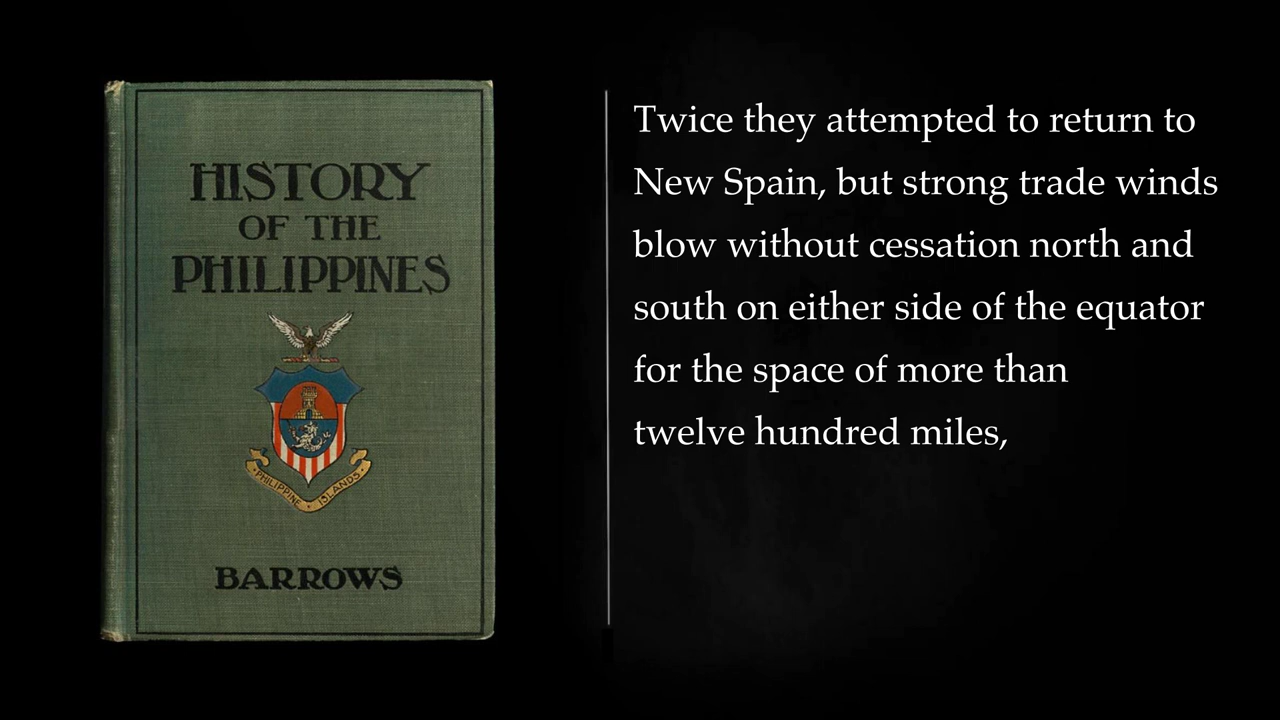 HISTORY
OF THE
PHILIPPINES
PHILIPPINE ISLANDS
BARROWS
Twice they attempted to return to
New Spain, but strong trade winds
blow without cessation north and
south on either side of the equator
for the space of more than
twelve hundred miles,